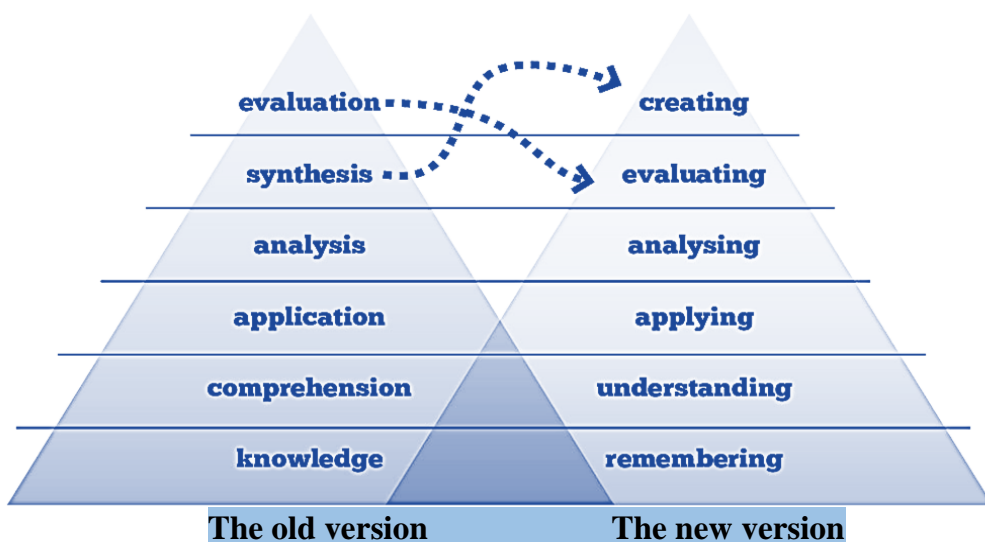 evaluation creating
synthesis evaluating
analysis analysing
application applying
comprehension understanding
knowledge remembering
The old version The new version